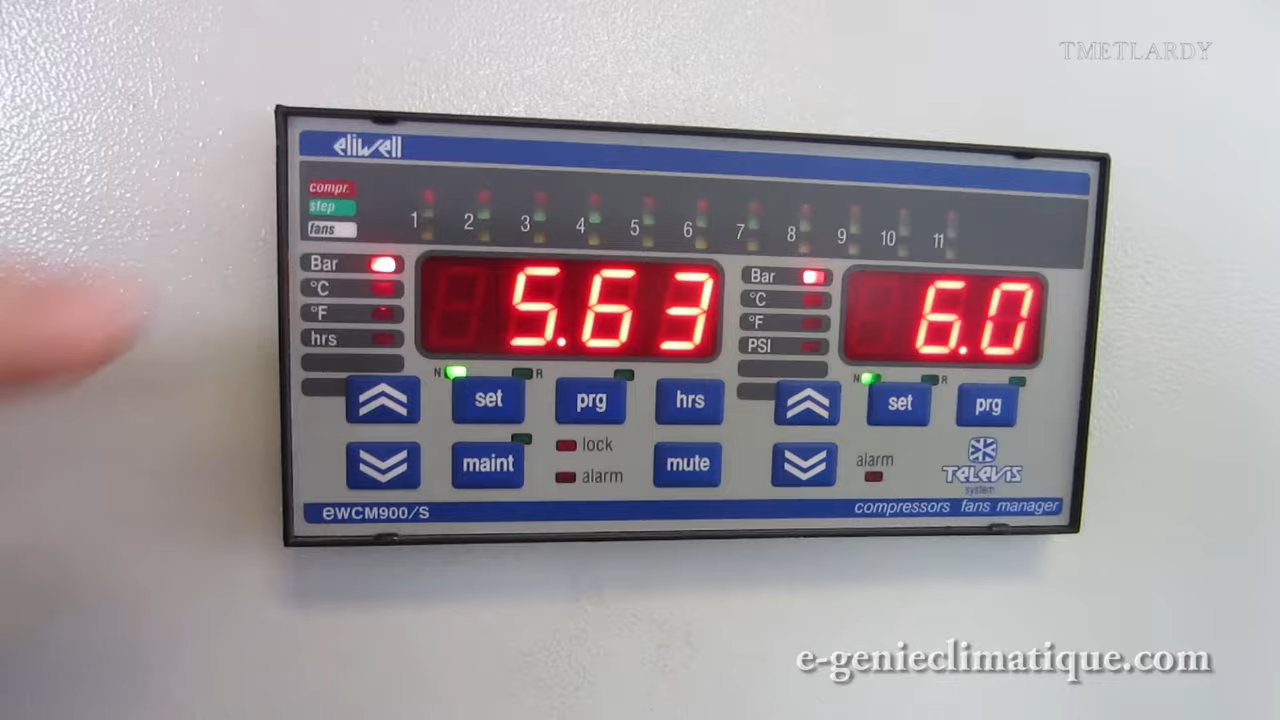 TMETLARDY
eliwell
compr.
step
fans
1 2 3 4 5 6 7 8 9 10 11
Bar
°C
°F
hrs
5.63
Bar
°C
°F
PSI
6.0
N R
set prg hrs
maint
lock
alarm
mute
N R
set prg
alarm
TELEVIS
system
eWCM900/S
compressors fans manager
e-genieclimatique.com